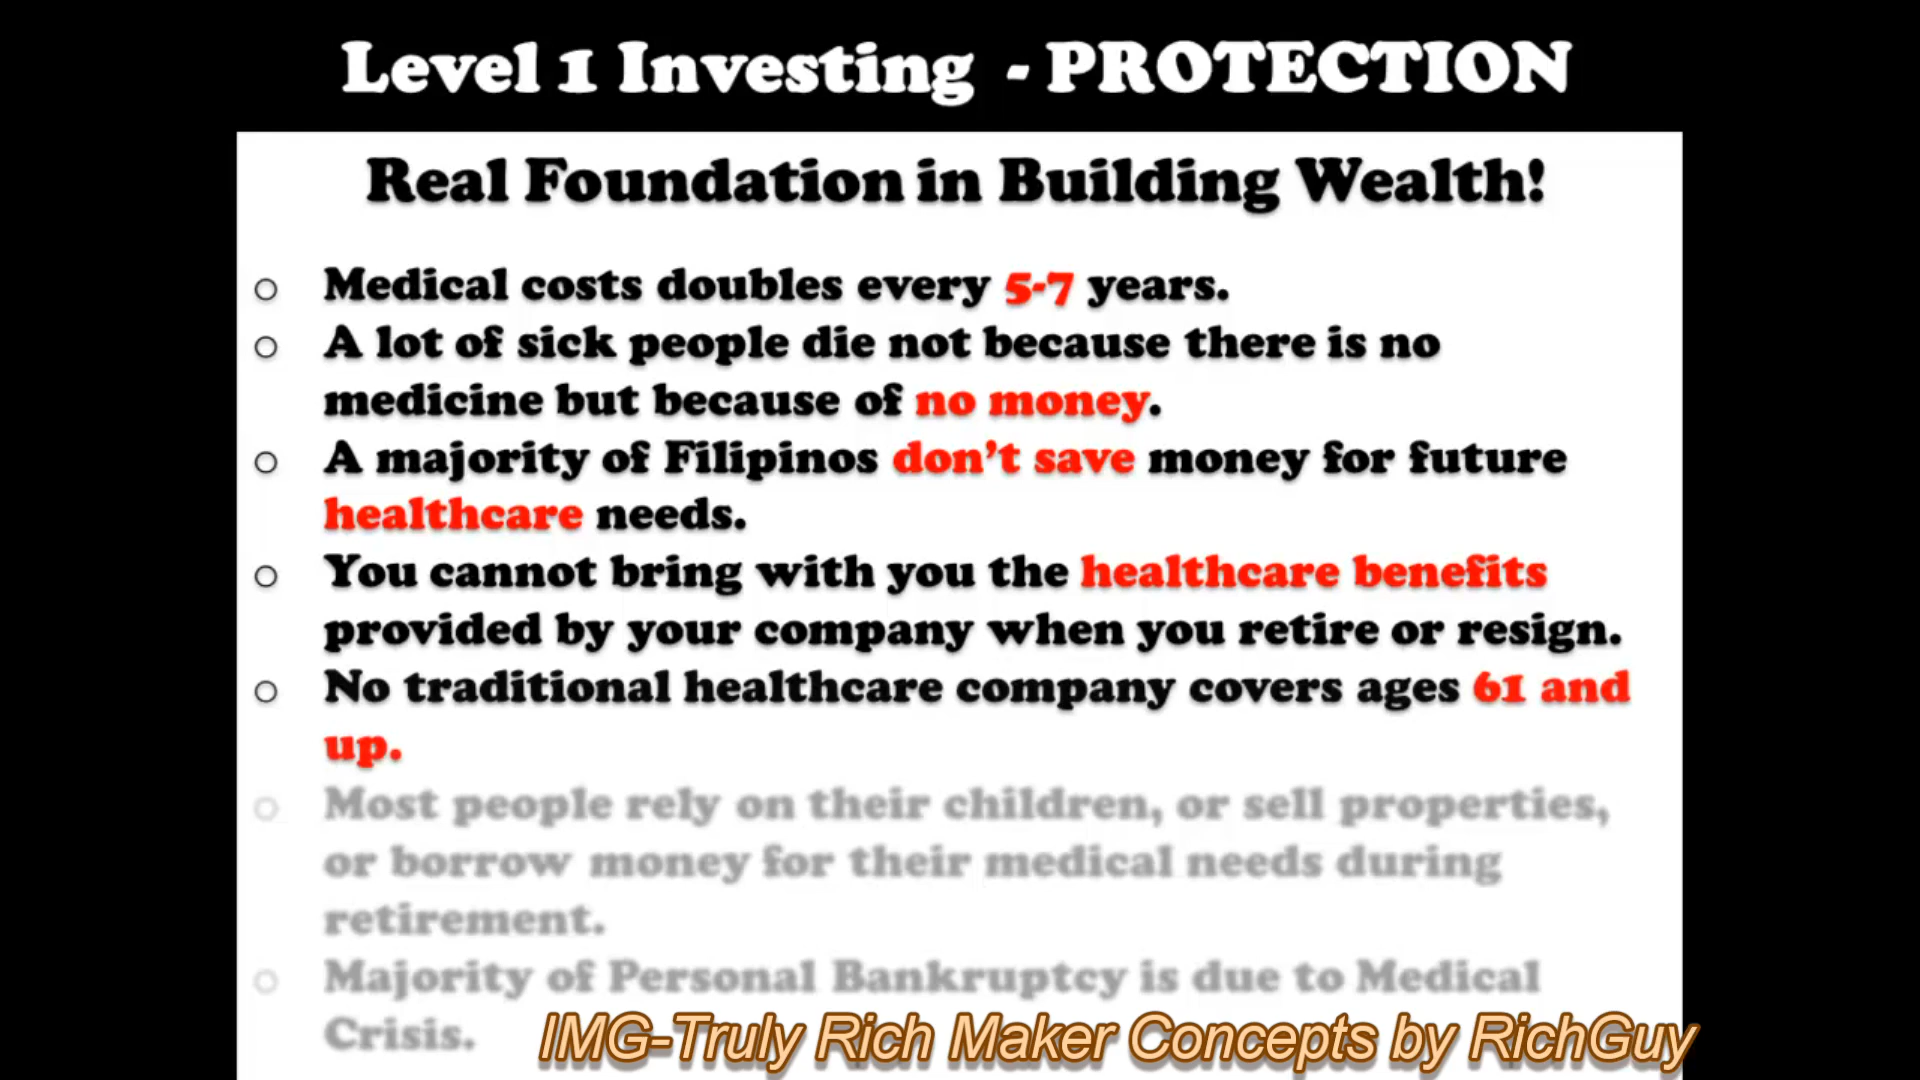 Level 1 Investing - PROTECTION
Real Foundation in Building Wealth!
Medical costs doubles every 5-7 years.
A lot of sick people die not because there is no
medicine but because of no money.
A majority of Filipinos don't save money for future
healthcare needs.
You cannot bring with you the healthcare benefits
provided by your company when you retire or resign.
No traditional healthcare company covers ages 61 and
up.
Most people rely on their children, or sell properties,
or borrow money for their medical needs during
retirement.
Majority of Personal Bankruptcy is due to Medical
Crisis.
IMG-Truly Rich Maker Concepts by RichGuy